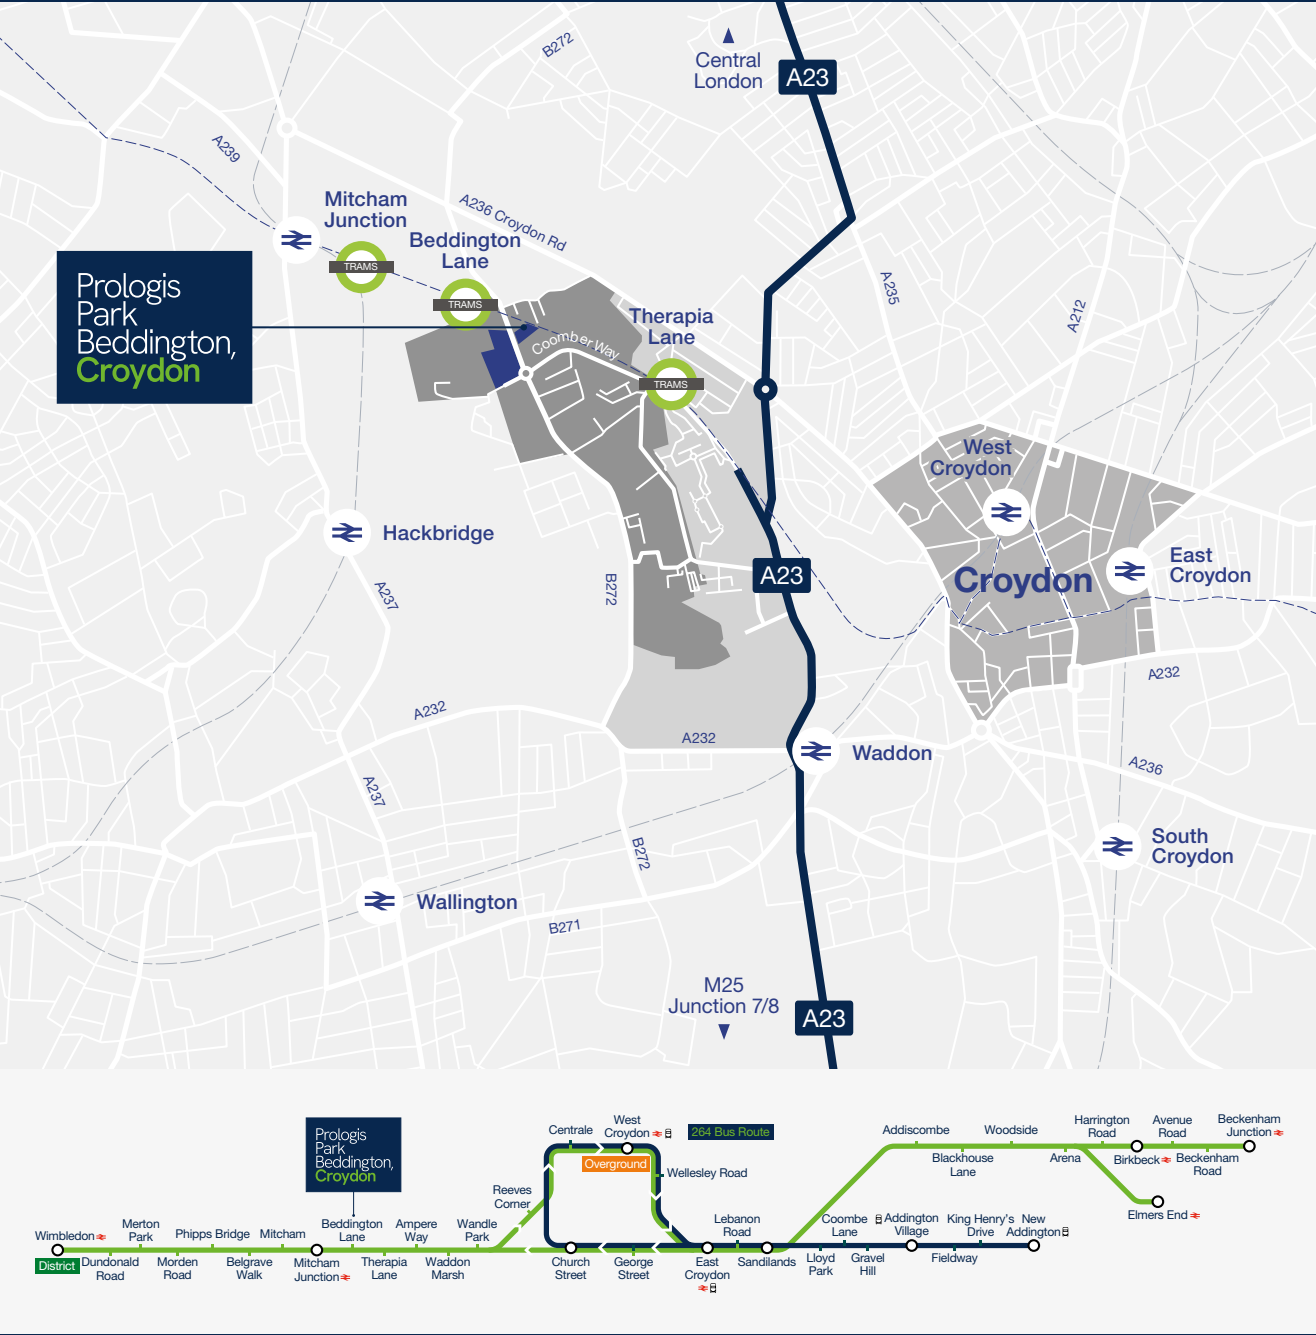 B272
Central
London
A23
A239
Mitcham
Junction
A236 Croydon Rd
Beddington
Lane
TRAMS
TRAMS
Prologis
Park
Beddington,
Croydon
Coomber Way
Therapia
Lane
TRAMS
A235
A212
West
Croydon
Hackbridge
Croydon
East
Croydon
A23
B272
A237
A232
A232
A232
Waddon
A236
A237
B272
South
Croydon
Wallington
B271
M25
Junction 7/8
A23
Prologis
Park
Beddington,
Croydon
Centrale
West
Croydon
264 Bus Route
Overground
Wellesley Road
Reeves
Corner
Addiscombe
Woodside
Harrington
Road
Avenue
Road
Beckenham
Junction
Blackhouse
Lane
Arena
Birkbeck
Beckenham
Road
Elmers End
Wimbledon
District
Dundonald
Road
Merton
Park
Morden
Road
Phipps Bridge
Belgrave
Walk
Mitcham
Mitcham
Junction
Beddington
Lane
Therapia
Lane
Ampere
Way
Waddon
Marsh
Wandle
Park
Church
Street
George
Street
East
Croydon
Lebanon
Road
Sandilands
Lloyd
Park
Coombe
Lane
Gravel
Hill
Addington
Village
Fieldway
King Henry's
Drive
New
Addington